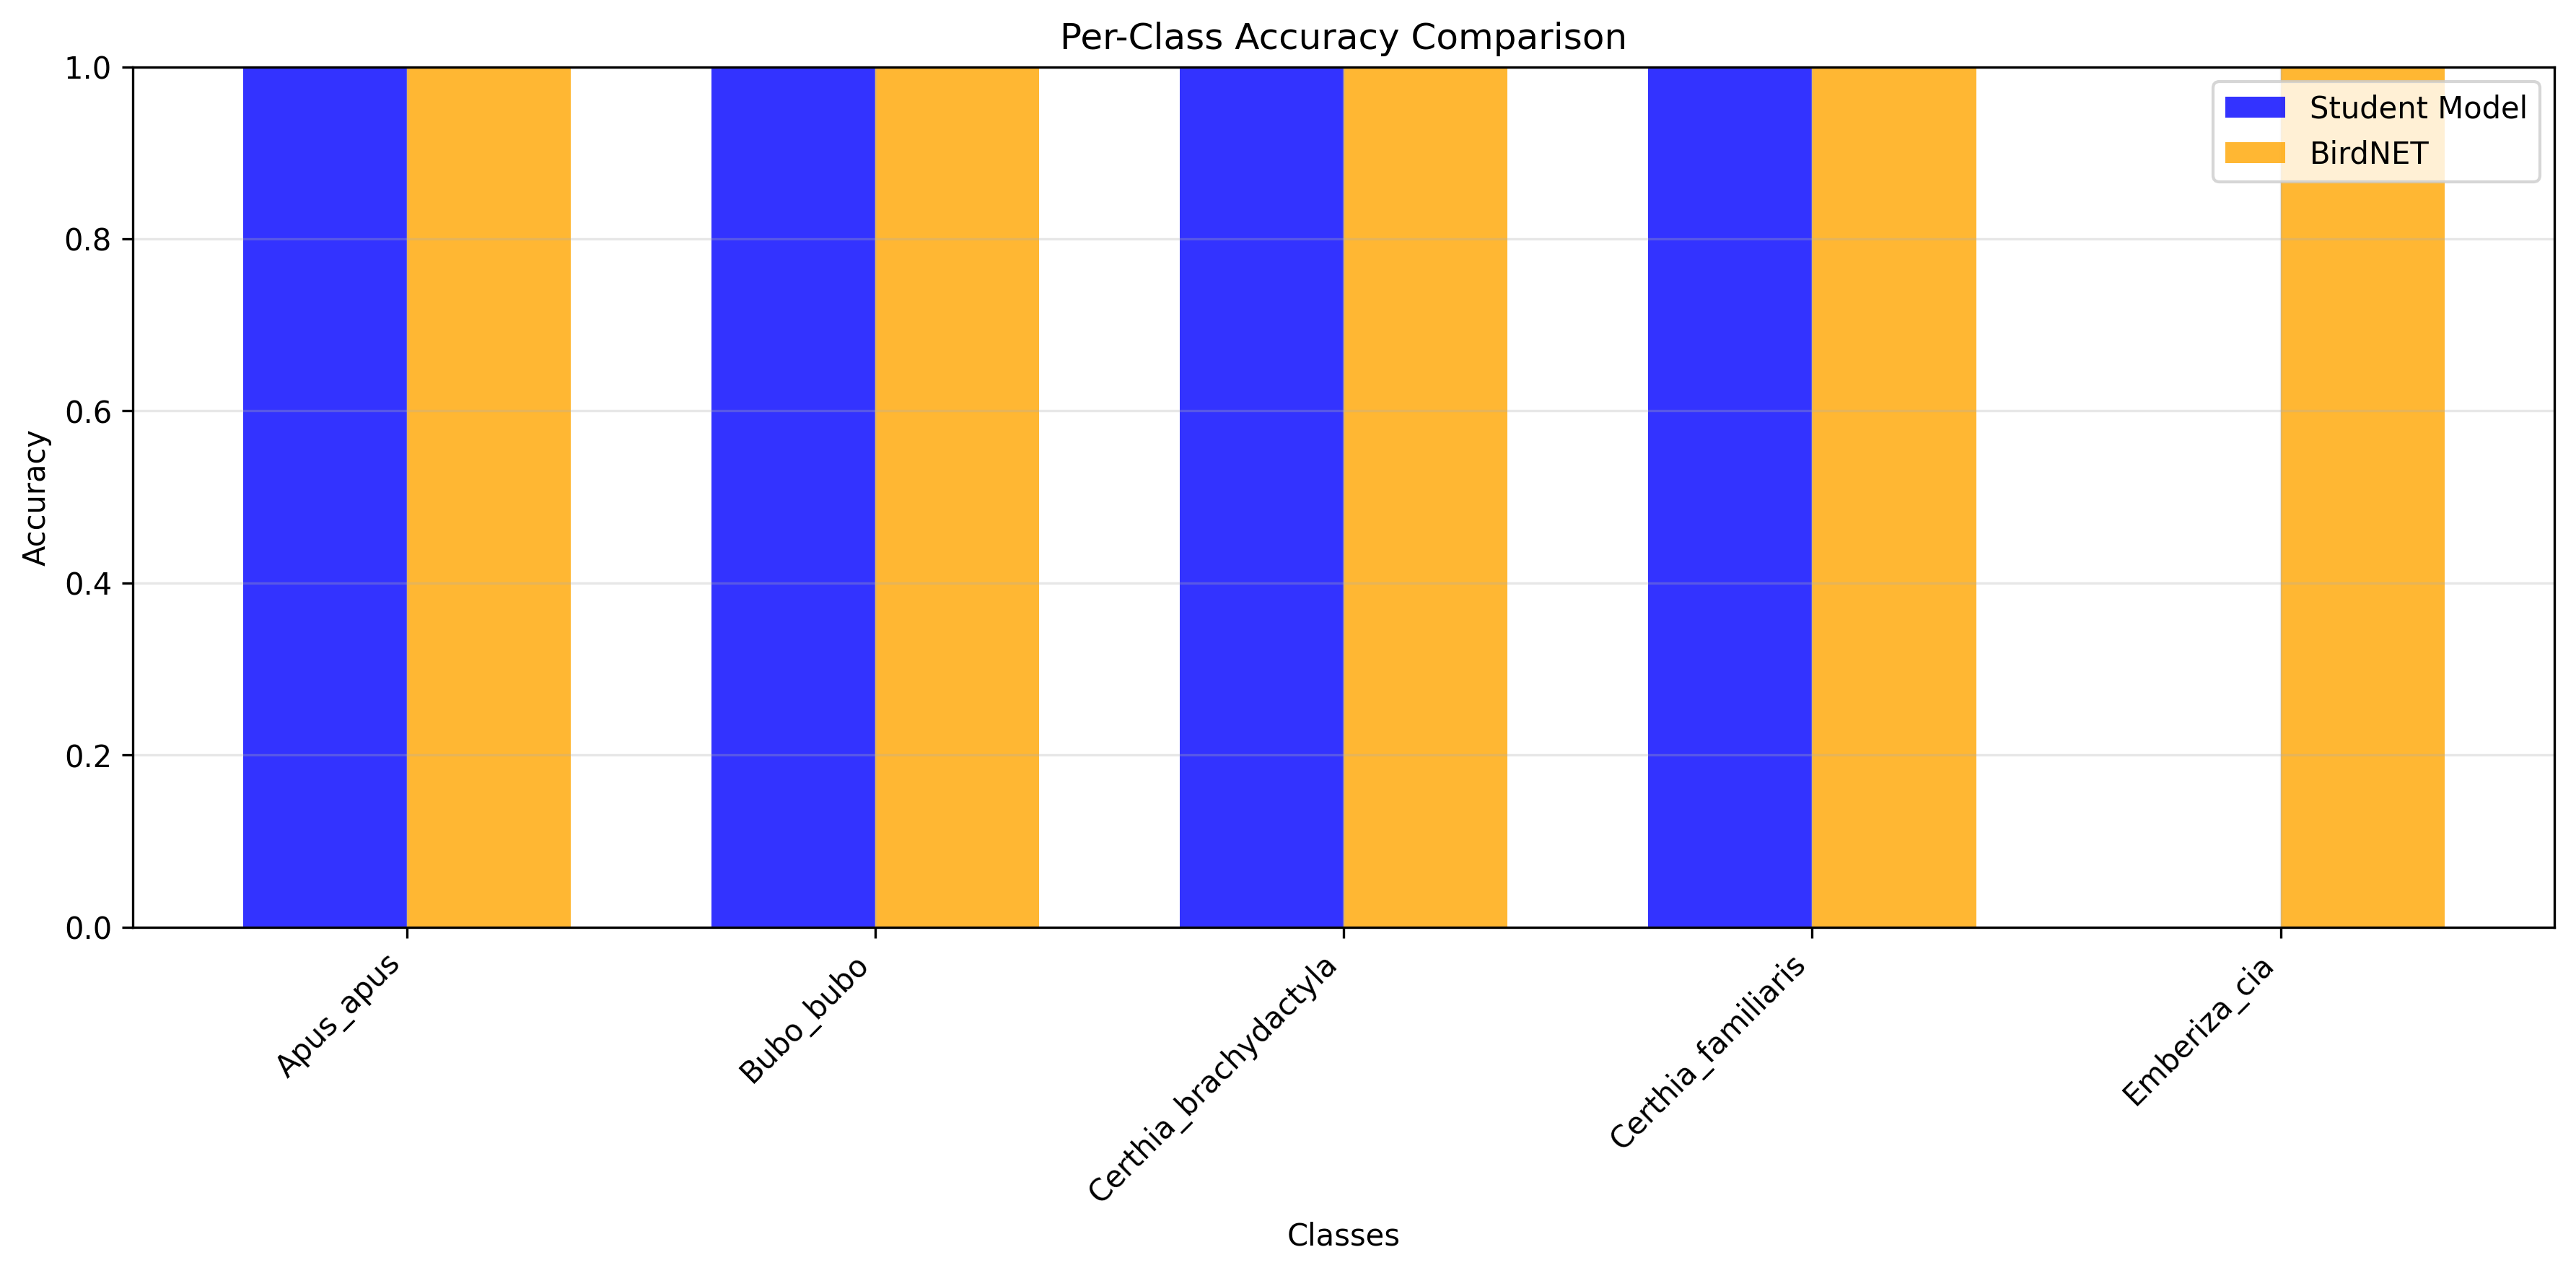 Per-Class Accuracy Comparison
1.0
0.8
0.6
0.4
0.2
0.0
Accuracy
Student Model
BirdNET
Apus_apus
Bubo_bubo
Certhia_brachydactyla
Certhia_familiaris
Emberiza_cia
Classes